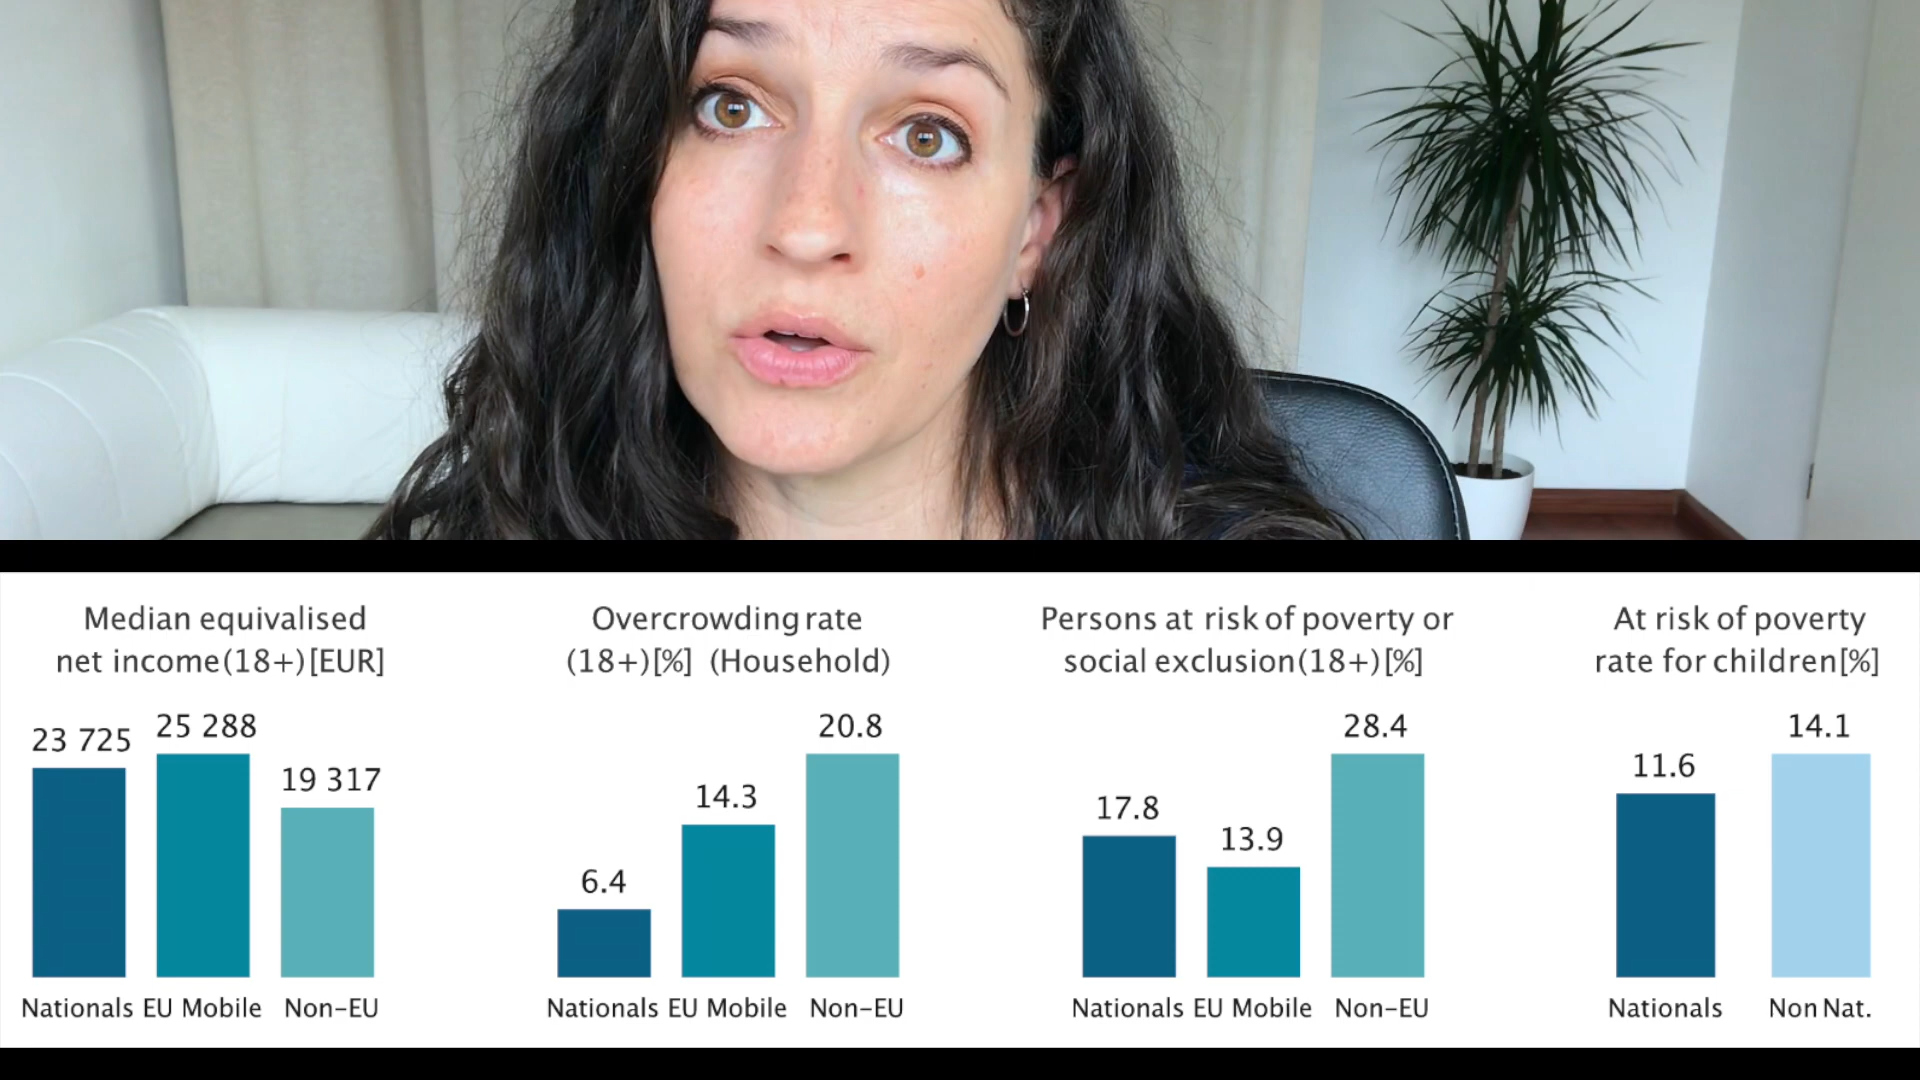 Median equivalised
net income(18+)[EUR]
23 725
25 288
19 317
Nationals
EU Mobile
Non-EU
Overcrowding rate
(18+)[%] (Household)
6.4
14.3
20.8
Nationals
EU Mobile
Non-EU
Persons at risk of poverty or
social exclusion(18+)[%]
17.8
13.9
28.4
Nationals
EU Mobile
Non-EU
At risk of poverty
rate for children[%]
11.6
14.1
Nationals
Non Nat.